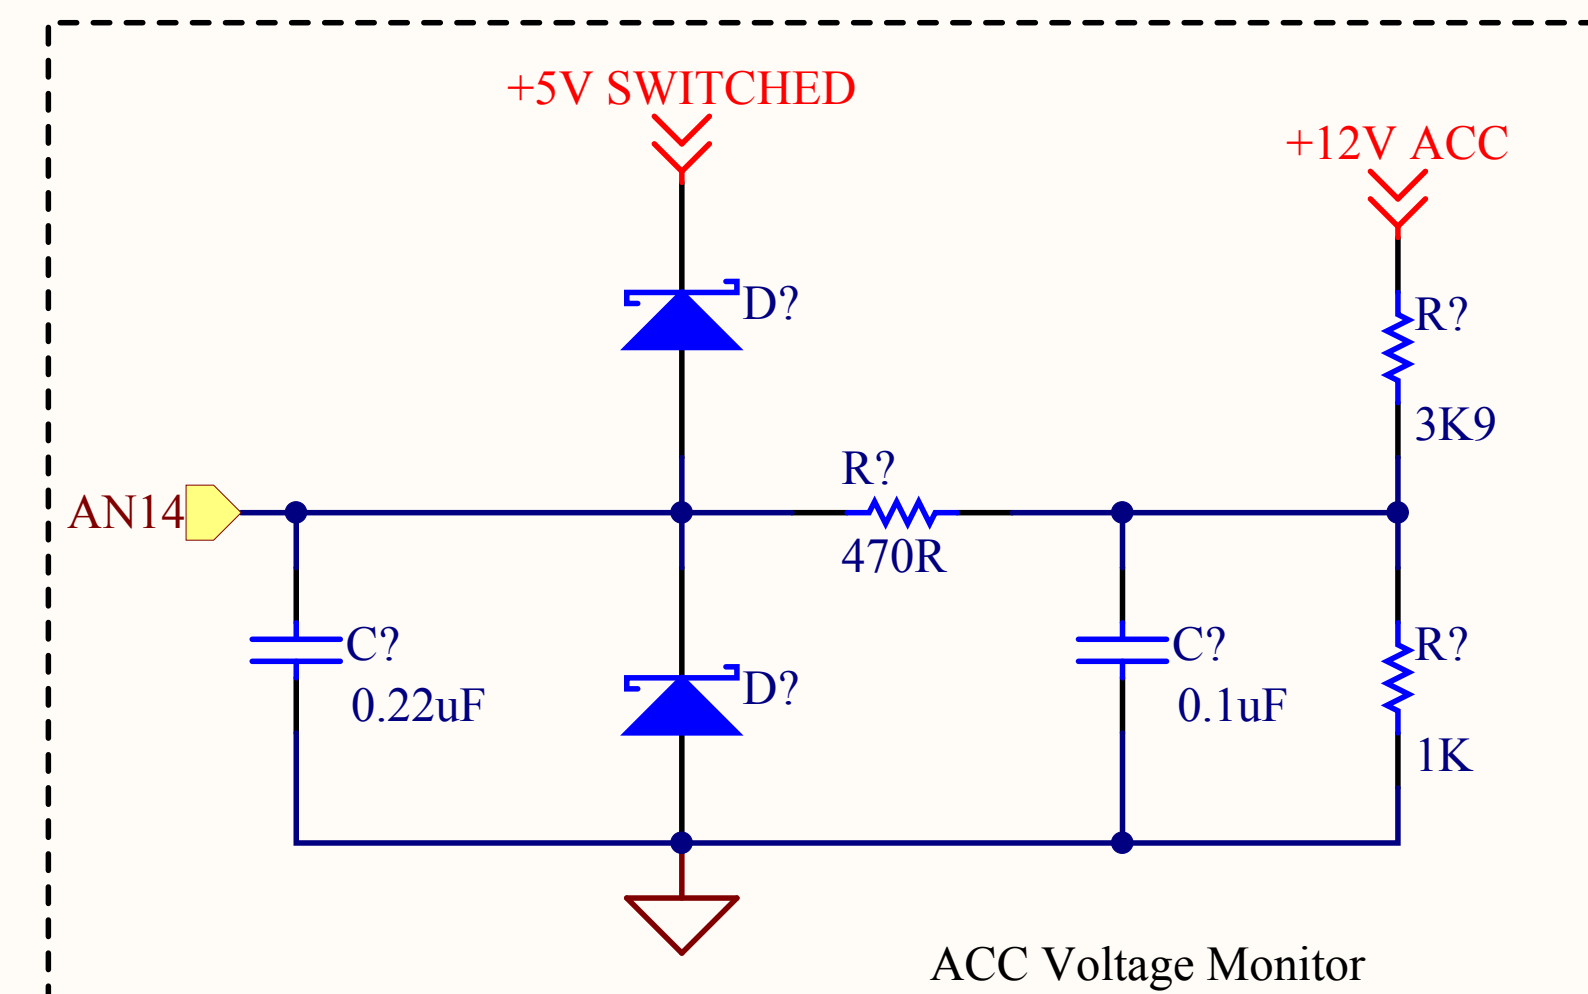 +5V SWITCHED
+12V ACC
D?
R?
3K9
R?
AN14
470R
C?
0.22uF
D?
C?
0.1uF
R?
1K
ACC Voltage Monitor